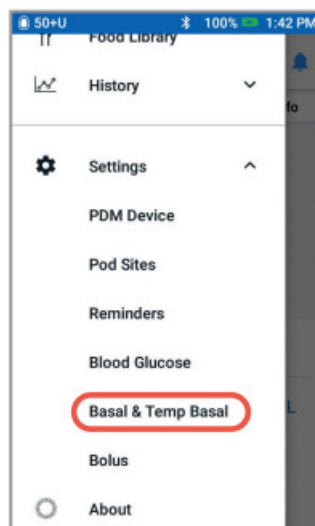 50+U 100% 1:42 PM
Food Library
History
fo
Settings
PDM Device
Pod Sites
Reminders
Blood Glucose
Basal & Temp Basal
L
Bolus
About